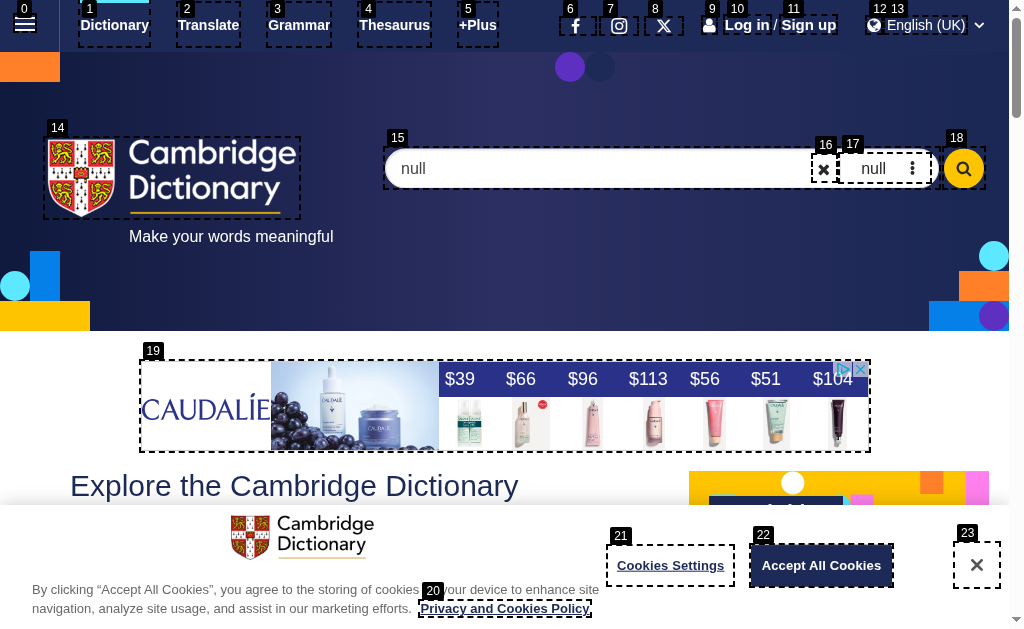 0 1 2 3 4 5 6 7 8 9 10 11 12 13
Dictionary Translate Grammar Thesaurus +Plus Log in / Sign up English (UK)
14 15 16 17 18
Cambridge
Dictionary
Make your words meaningful
null null
19
CAUDALÍE $39 $66 $96 $113 $56 $51 $104
Explore the Cambridge Dictionary
Cambridge
Dictionary
21 22 23
Cookies Settings Accept All Cookies
By clicking “Accept All Cookies”, you agree to the storing of cookies your device to enhance site
20
navigation, analyze site usage, and assist in our marketing efforts. Privacy and Cookies Policy